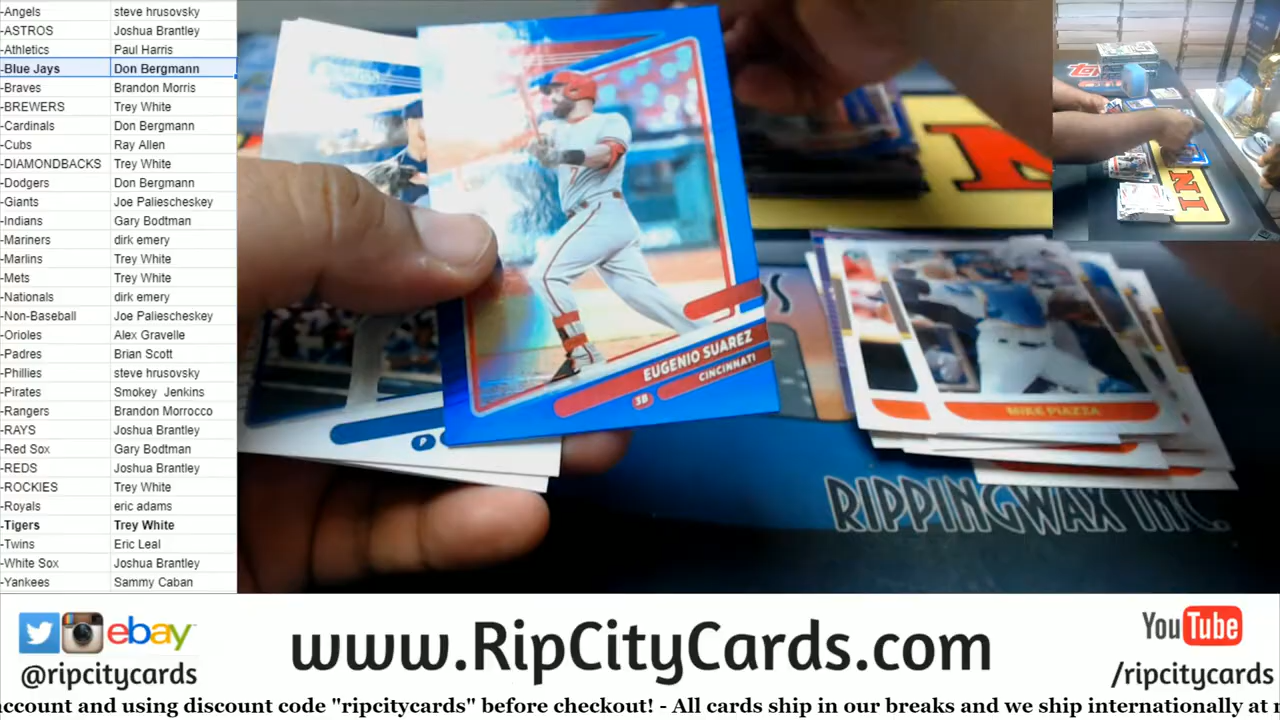 -Angels steve hrusovsky
-ASTROS Joshua Brantley
-Athletics Paul Harris
-Blue Jays Don Bergmann
-Braves Brandon Morris
-BREWERS Trey White
-Cardinals Don Bergmann
-Cubs Ray Allen
-DIAMONDBACKS Trey White
-Dodgers Don Bergmann
-Giants Joe Paliescheskey
-Indians Gary Bodtman
-Mariners dirk emery
-Marlins Trey White
-Mets Trey White
-Nationals dirk emery
-Non-Baseball Joe Paliescheskey
-Orioles Alex Gravelle
-Padres Brian Scott
-Phillies steve hrusovsky
-Pirates Smokey Jenkins
-Rangers Brandon Morrocco
-RAYS Joshua Brantley
-Red Sox Gary Bodtman
-REDS Joshua Brantley
-ROCKIES Trey White
-Royals eric adams
-Tigers Trey White
-Twins Eric Leal
-White Sox Joshua Brantley
-Yankees Sammy Caban
EUGENIO SUAREZ
3B CINCINNATI
P
MIKE PIAZZA
RIPPINGWAX INC.
NI
ebay
@ripcitycards
www.RipCityCards.com
YouTube
/ripcitycards
account and using discount code "ripcitycards" before checkout! - All cards ship in our breaks and we ship internationally at